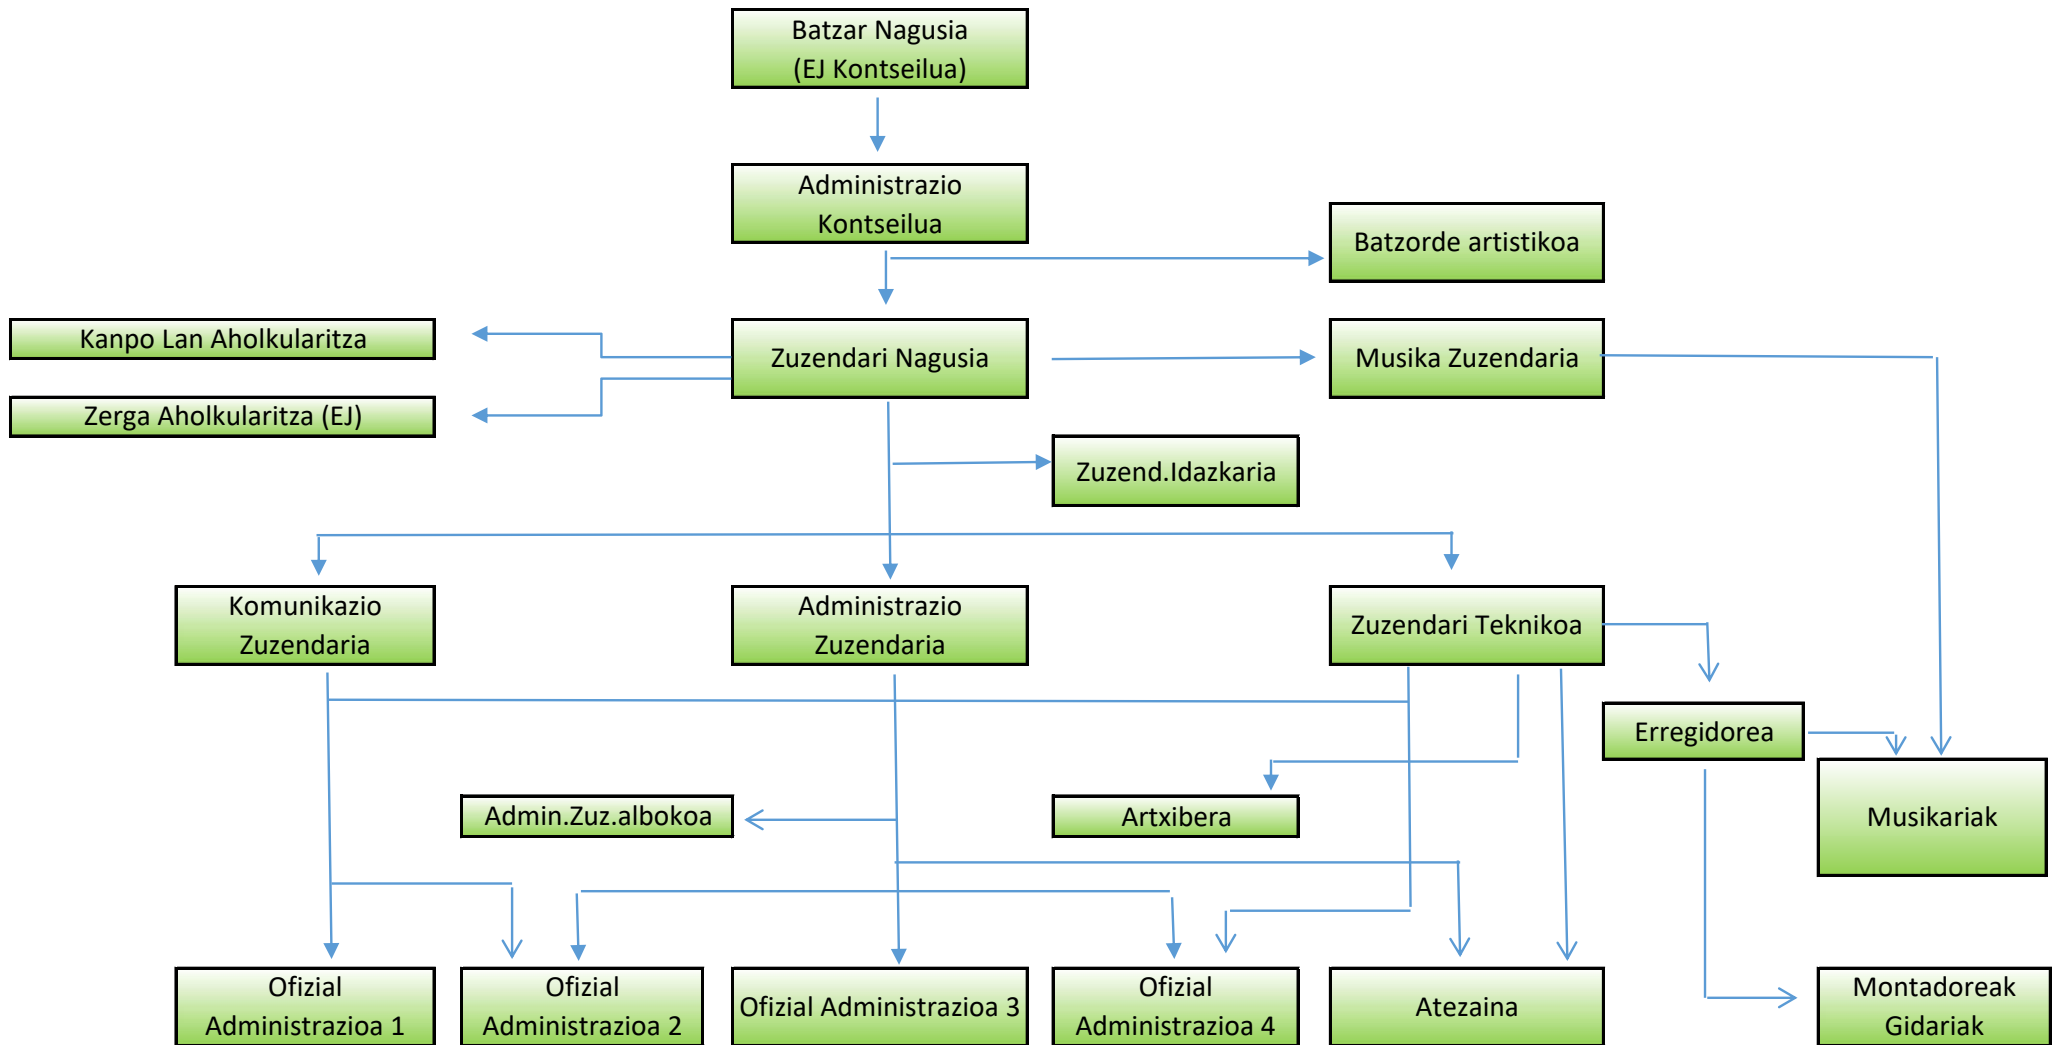 Batzar Nagusia
(EJ Kontseilua)
Administrazio
Kontseilua
Batzorde artistikoa
Kanpo Lan Aholkularitza
Zuzendari Nagusia
Musika Zuzendaria
Zerga Aholkularitza (EJ)
Zuzend.Idazkaria
Komunikazio
Zuzendaria
Administrazio
Zuzendaria
Zuzendari Teknikoa
Erregidorea
Admin.Zuz.albokoa
Artxibera
Musikariak
Ofizial
Administrazioa 1
Ofizial
Administrazioa 2
Ofizial Administrazioa 3
Ofizial
Administrazioa 4
Atezaina
Montadoreak
Gidariak